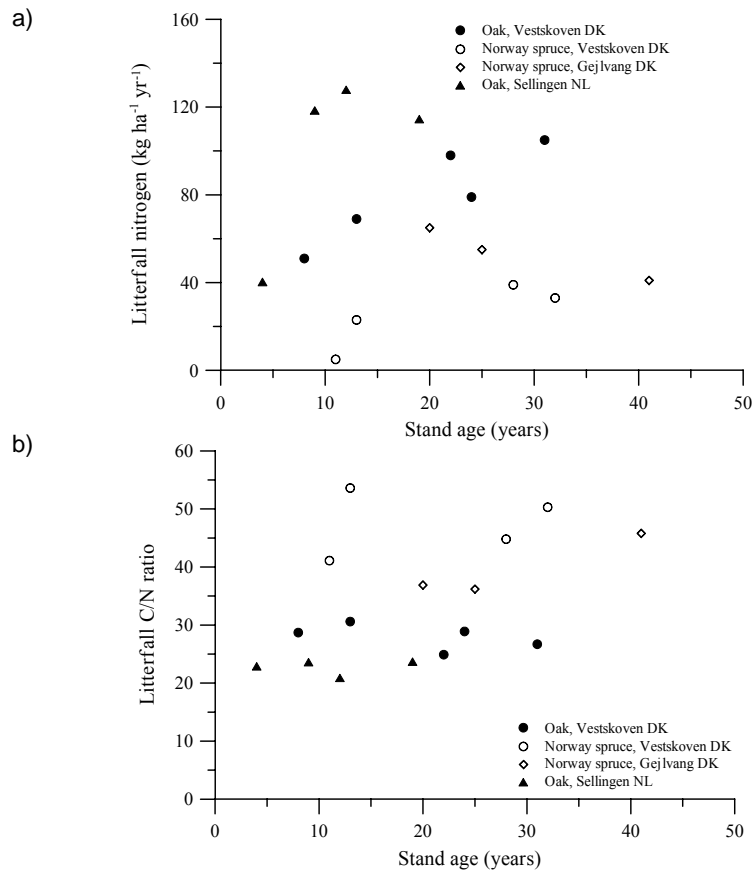 a)
160
120
80
40
0
Litterfall nitrogen (kg ha⁻¹ yr⁻¹)
Oak, Vestskoven DK
Norway spruce, Vestskoven DK
Norway spruce, Gejlvang DK
Oak, Sellingen NL
0 10 20 30 40 50
Stand age (years)
b)
60
50
40
30
20
10
0
Litterfall C/N ratio
Oak, Vestskoven DK
Norway spruce, Vestskoven DK
Norway spruce, Gejlvang DK
Oak, Sellingen NL
0 10 20 30 40 50
Stand age (years)